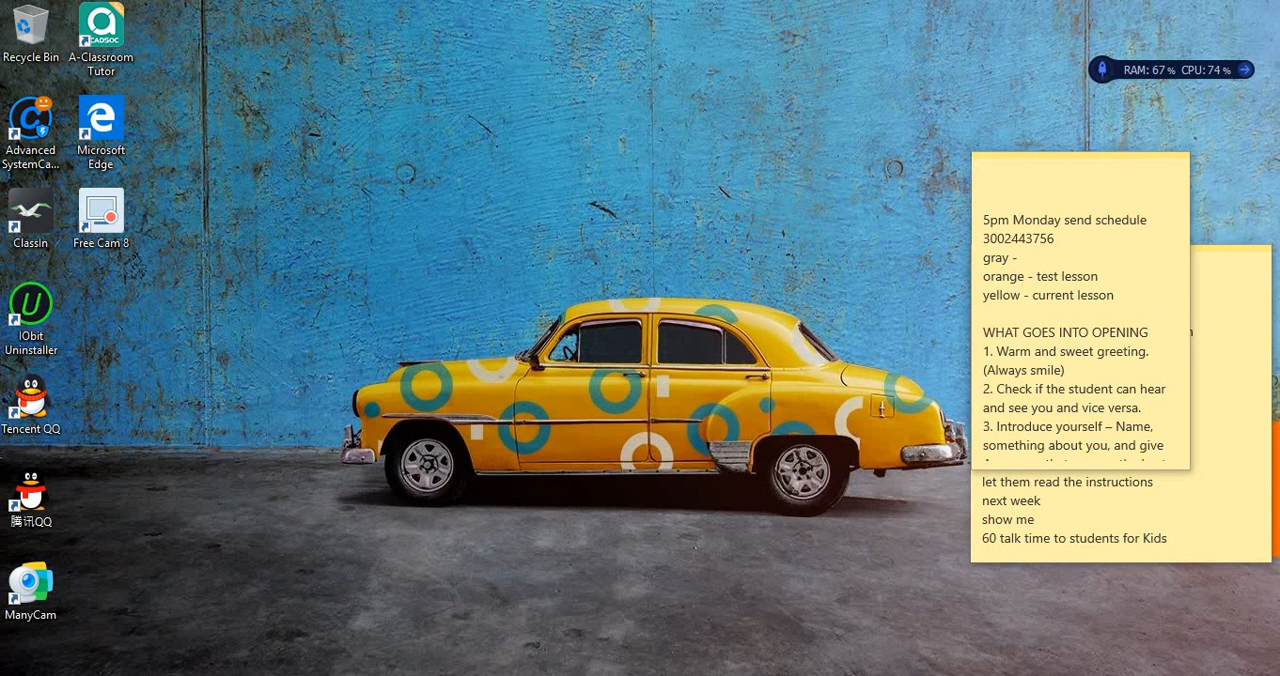 Recycle Bin
A-Classroom
Tutor
Advanced
SystemCa...
Microsoft
Edge
ClassIn
Free Cam 8
IObit
Uninstaller
Tencent QQ
腾讯QQ
ManyCam
CADSOC
RAM: 67% CPU: 74%
5pm Monday send schedule
3002443756
gray -
orange - test lesson
yellow - current lesson
WHAT GOES INTO OPENING
1. Warm and sweet greeting.
(Always smile)
2. Check if the student can hear
and see you and vice versa.
3. Introduce yourself – Name,
something about you, and give
let them read the instructions
next week
show me
60 talk time to students for Kids